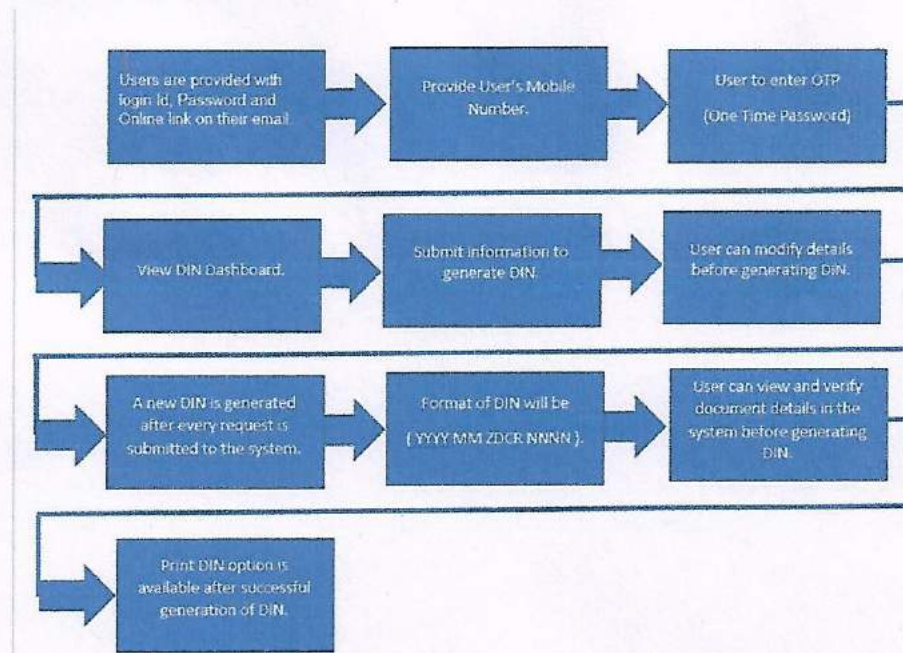 Users are provided with
login Id, Password and
Online link on their email
Provide User's Mobile
Number.
User to enter OTP
(One Time Password)
View DIN Dashboard.
Submit information to
generate DIN.
User can modify details
before generating DIN.
A new DIN is generated
after every request is
submitted to the system.
Format of DIN will be
{ YYYY MM ZDCR NNNN }.
User can view and verify
document details in the
system before generating
DIN.
Print DIN option is
available after successful
generation of DIN.